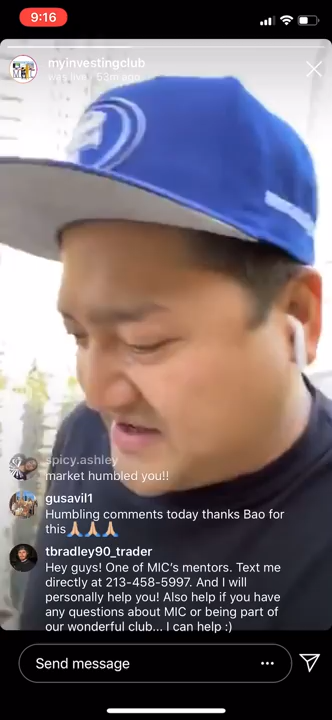 9:16
myinvestingclub
was live · 52m ago
spicy.ashley
market humbled you!!
gusavil1
Humbling comments today thanks Bao for
this🙏🏼🙏🏼🙏🏼
tbradley90_trader
Hey guys! One of MIC's mentors. Text me
directly at 213-458-5997. And I will
personally help you! Also help if you have
any questions about MIC or being part of
our wonderful club... I can help :)
Send message